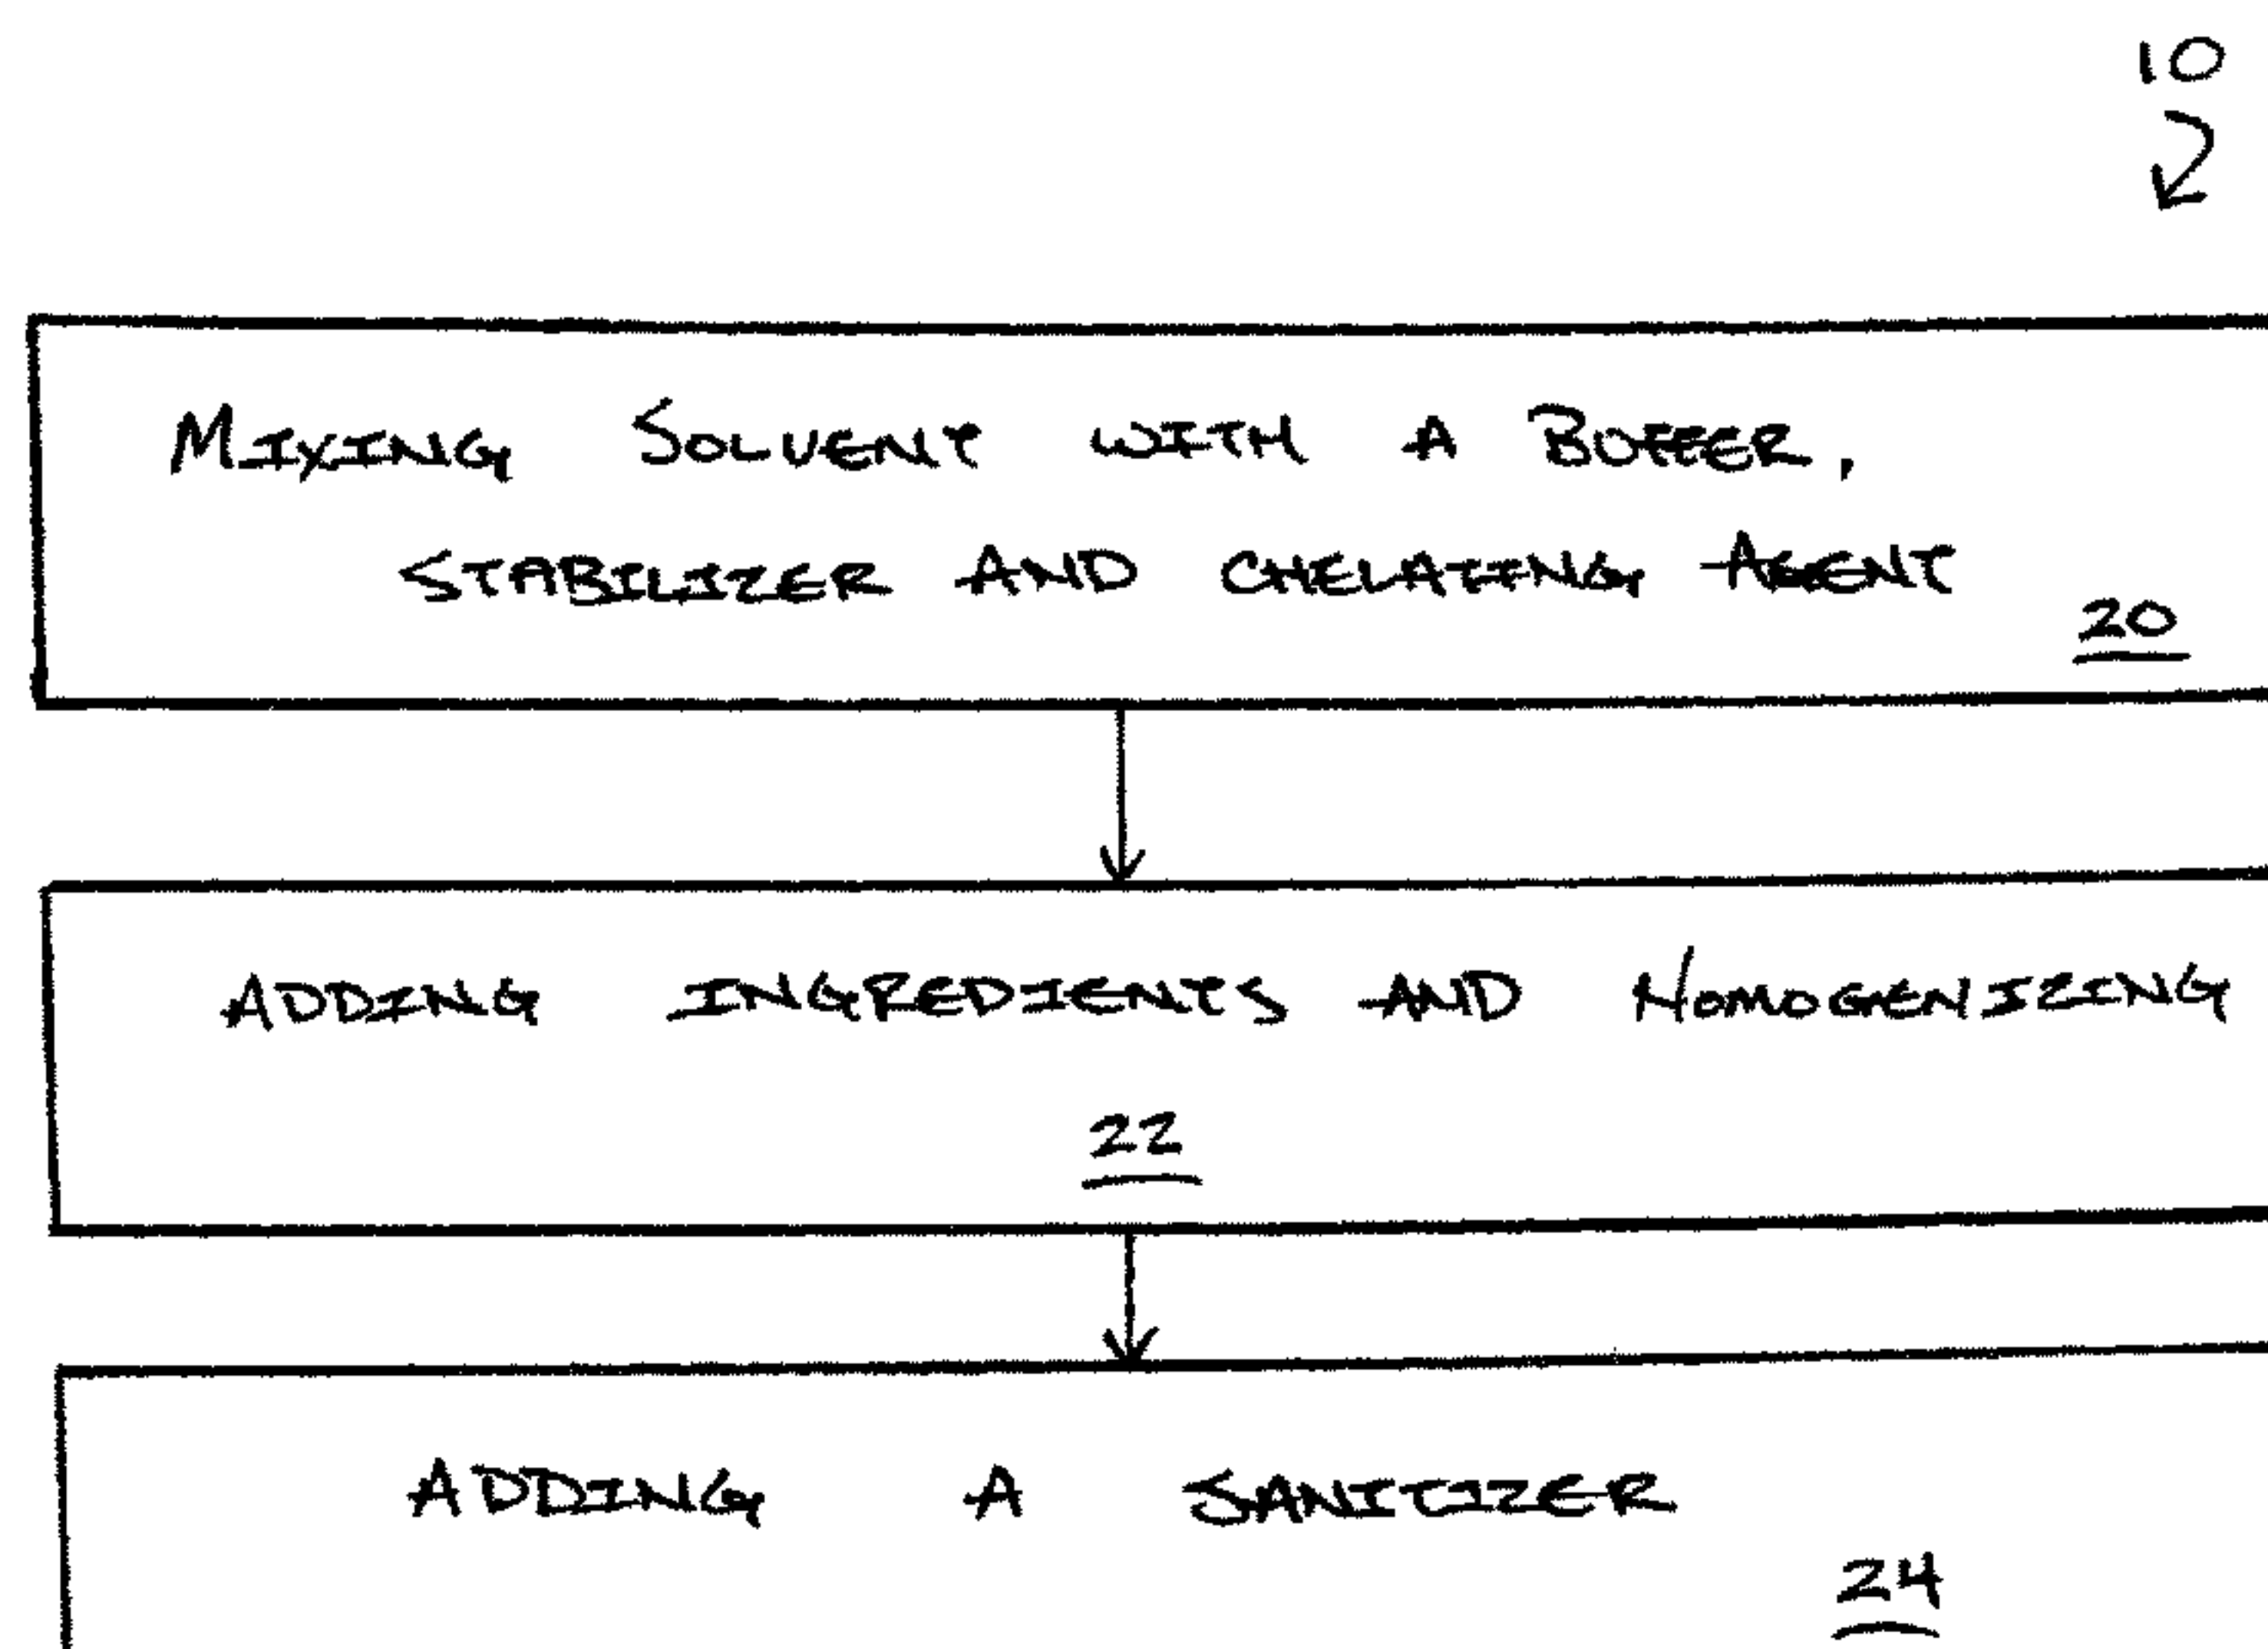 10
MIXING SOLVENT WITH A BUFFER,
STABILIZER AND CHELATING AGENT
20
ADDING INGREDIENTS AND HOMOGENIZING
22
ADDING A SANITIZER
24